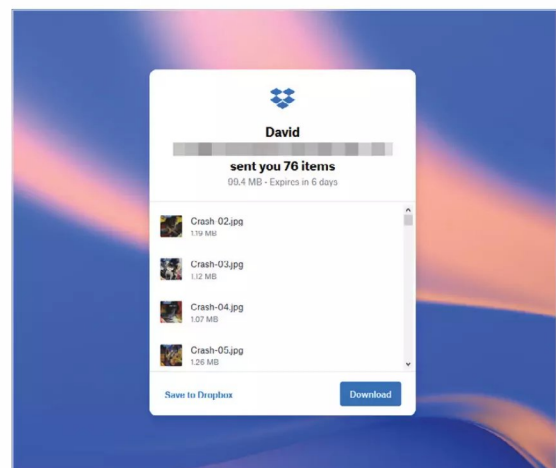 David
sent you 76 items
99.4 MB · Expires in 6 days
Crash-02.jpg
1.19 MB
Crash-03.jpg
1.12 MB
Crash-04.jpg
1.07 MB
Crash-05.jpg
1.26 MB
Save to Dropbox
Download